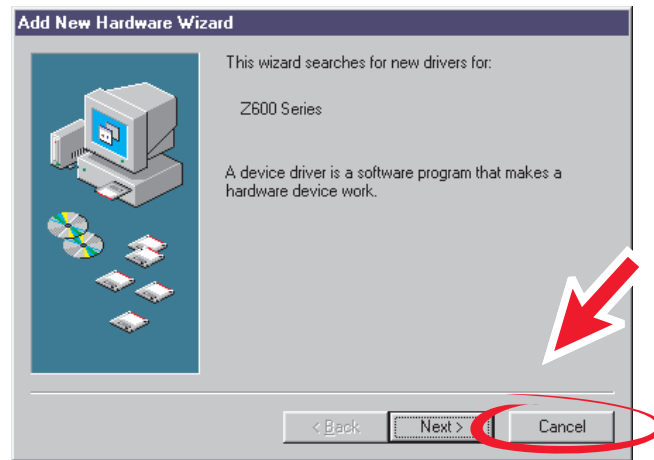 Add New Hardware Wizard
This wizard searches for new drivers for:
Z600 Series
A device driver is a software program that makes a
hardware device work.
< Back
Next >
Cancel